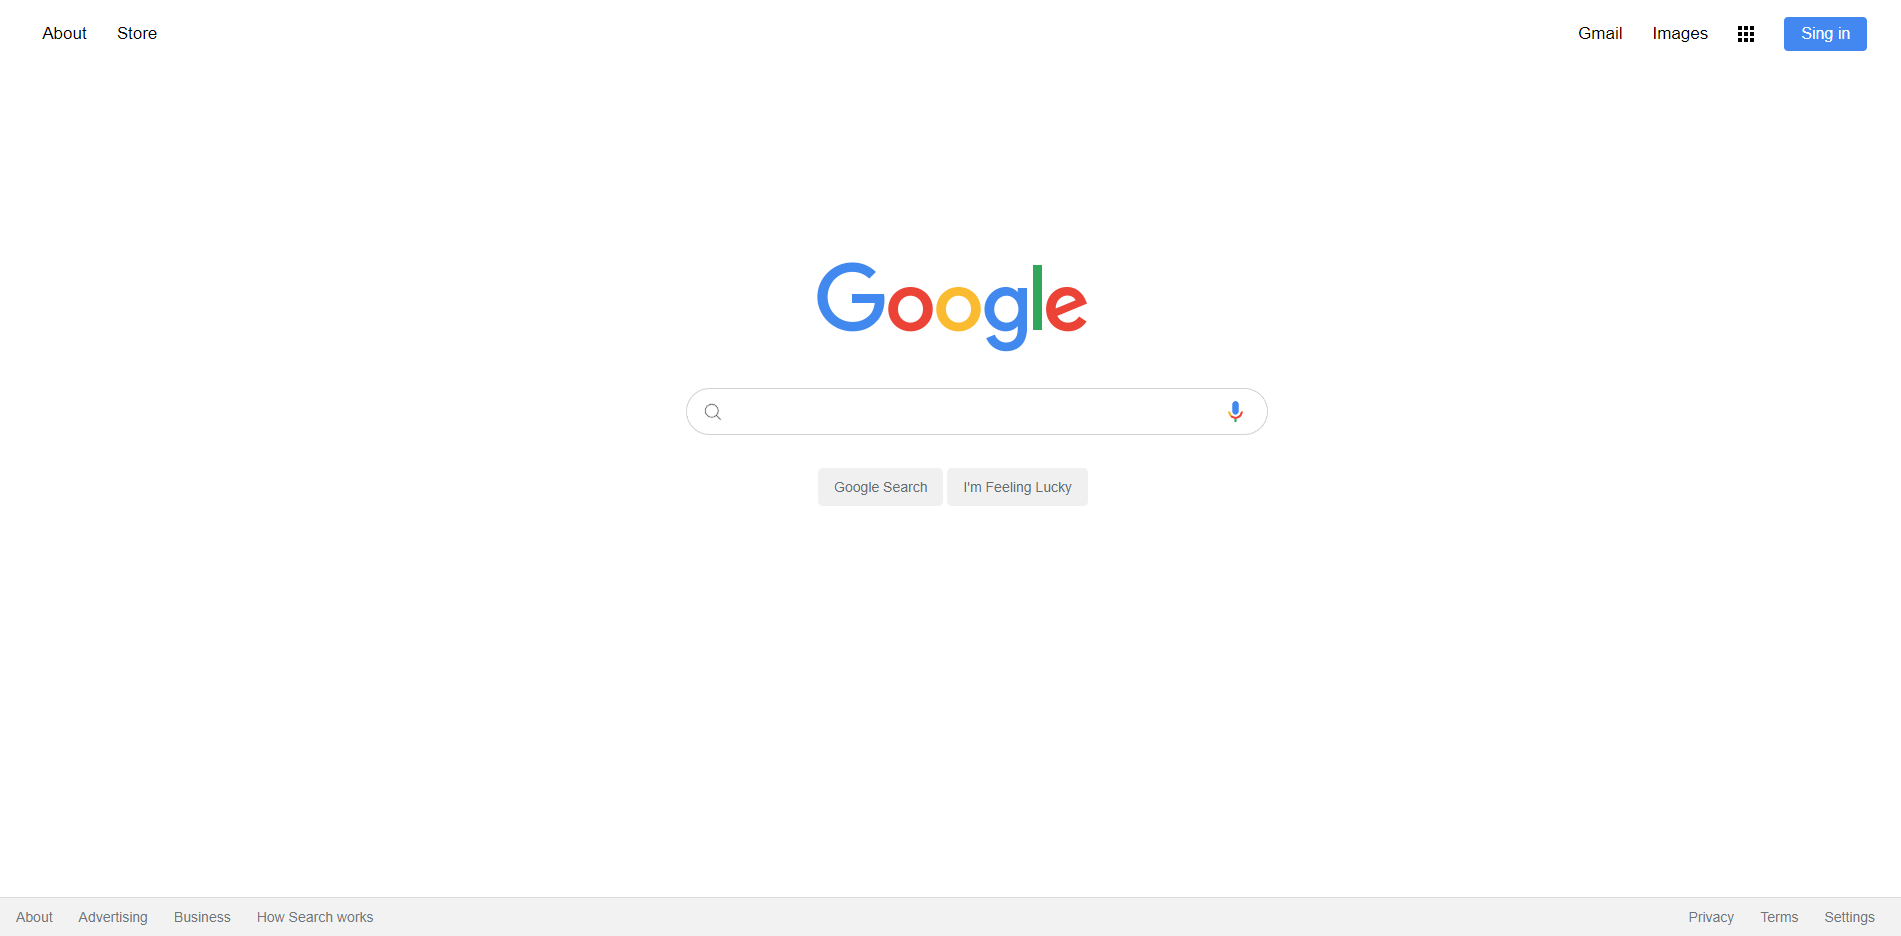 About Store Gmail Images Sing in
Google
Google Search I'm Feeling Lucky
About Advertising Business How Search works Privacy Terms Settings